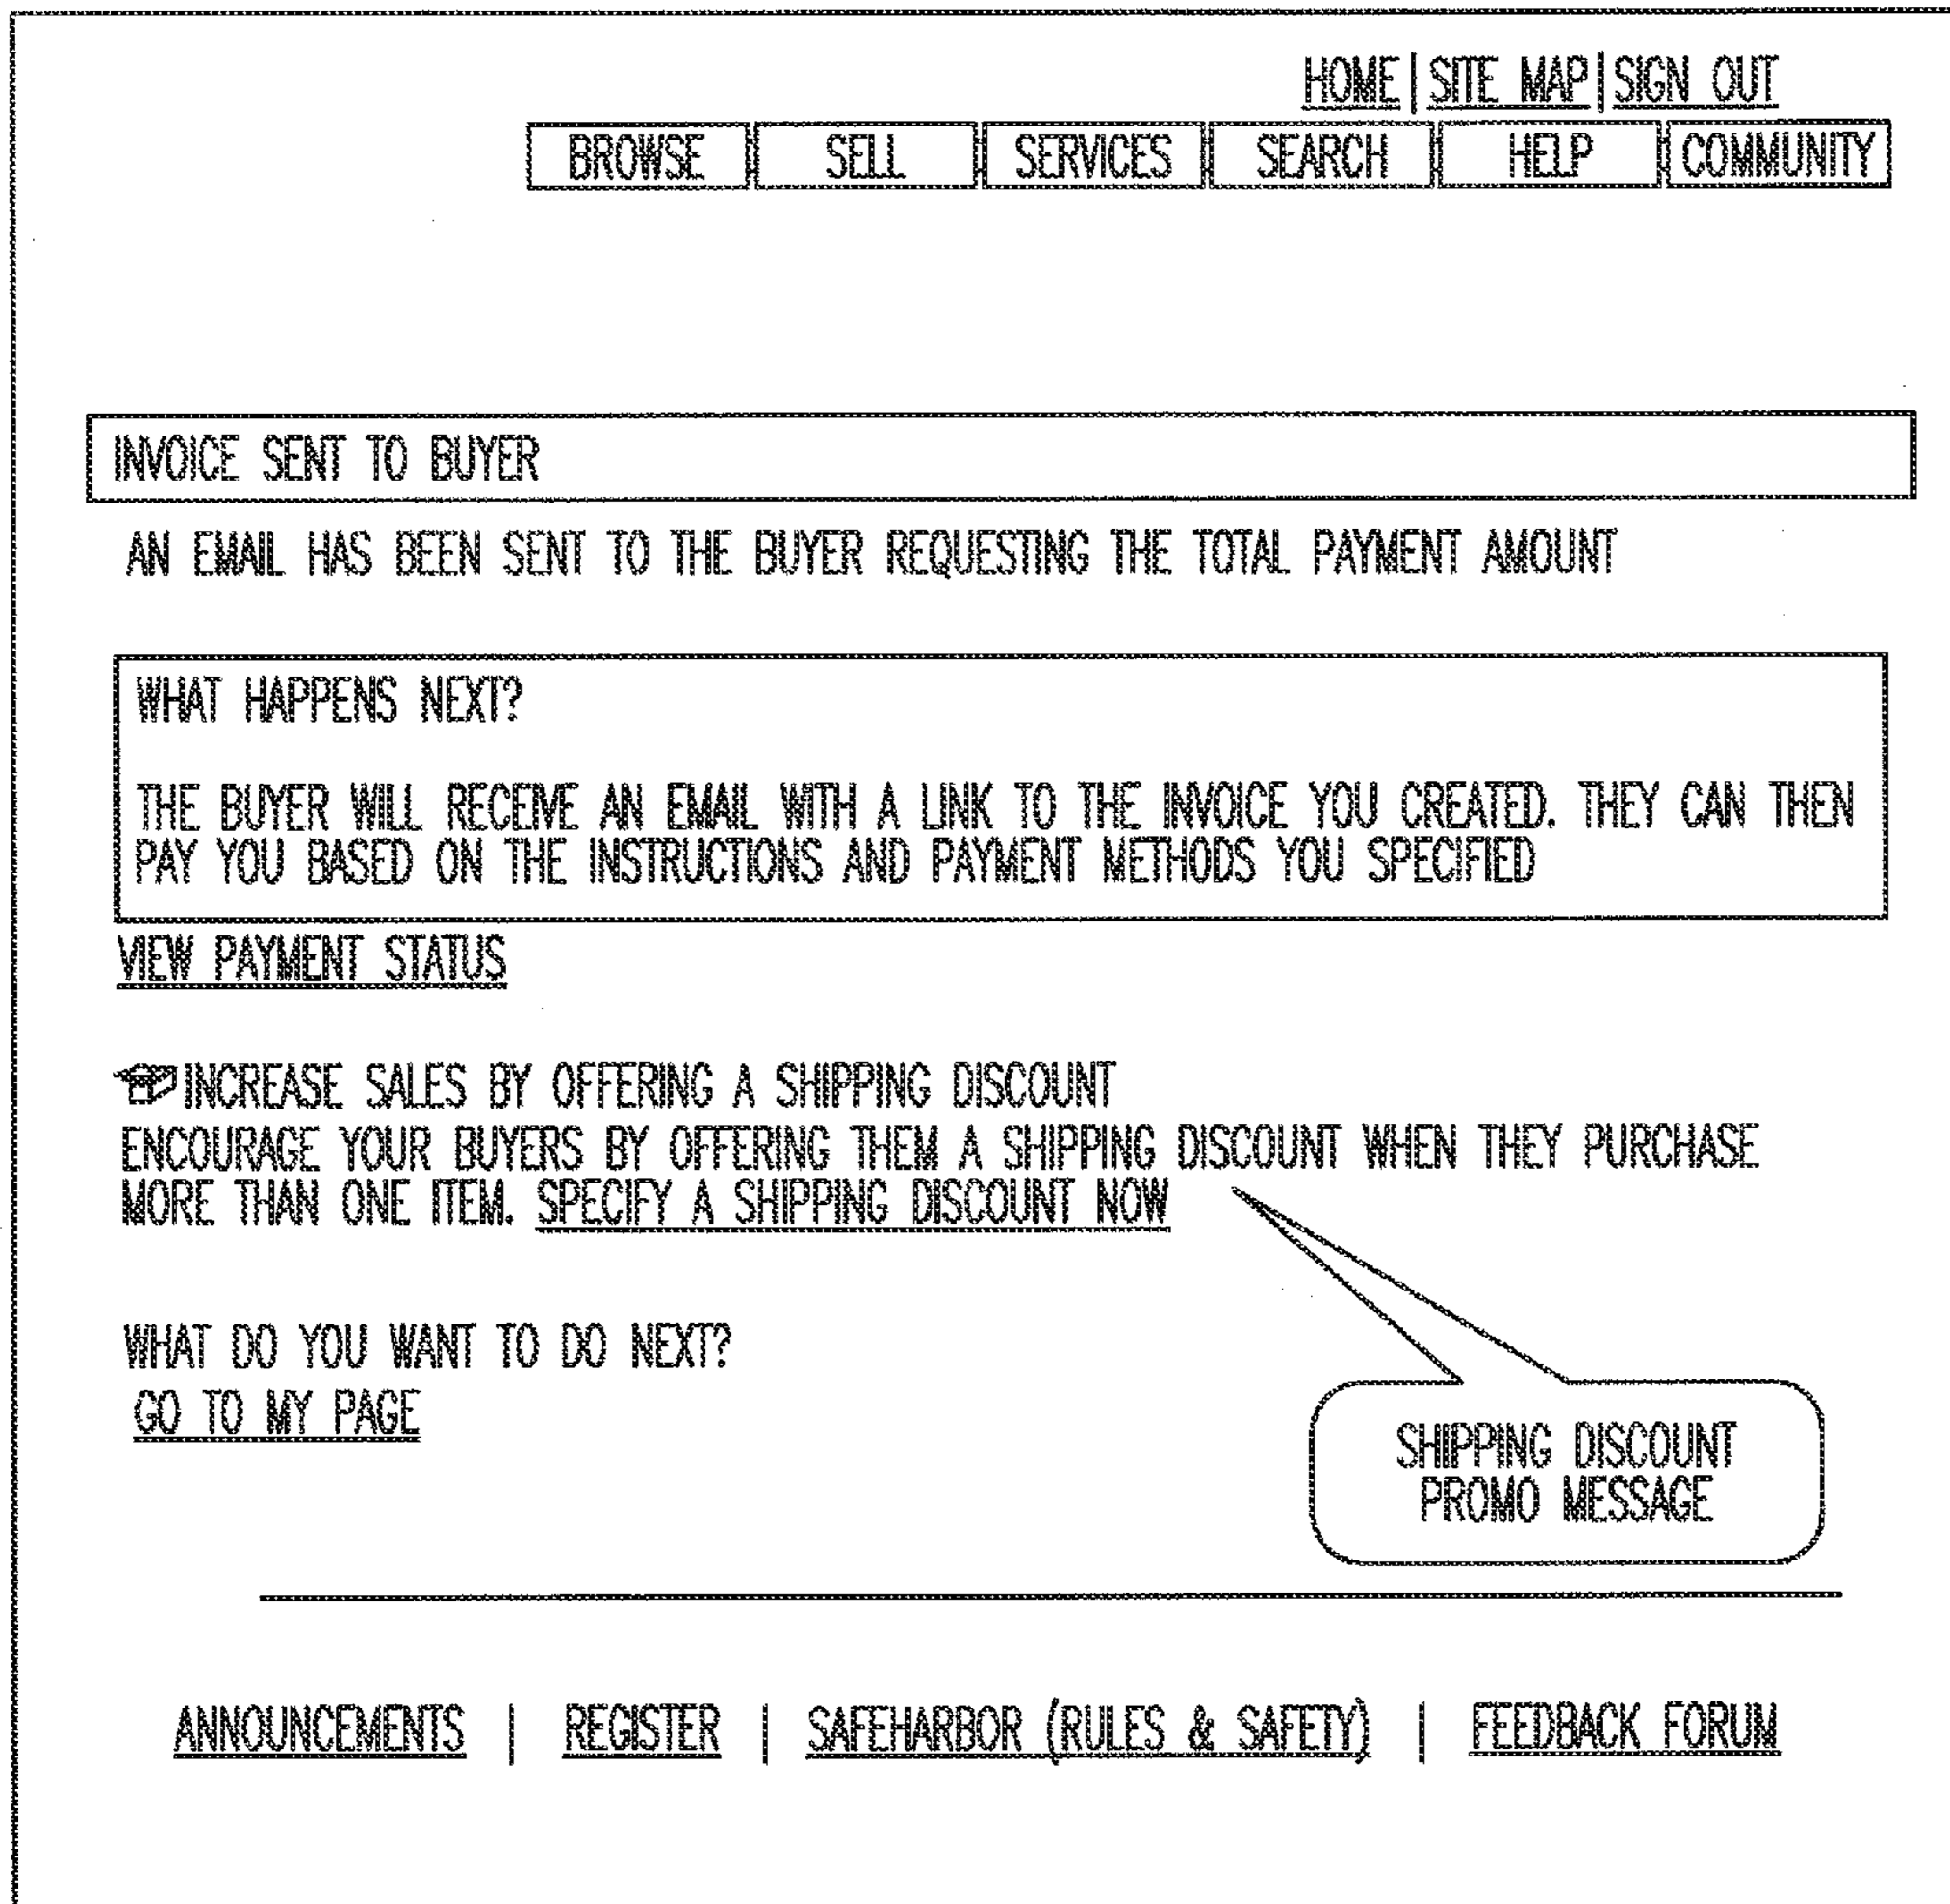 HOME | SITE MAP | SIGN OUT
BROWSE SELL SERVICES SEARCH HELP COMMUNITY
INVOICE SENT TO BUYER
AN EMAIL HAS BEEN SENT TO THE BUYER REQUESTING THE TOTAL PAYMENT AMOUNT
WHAT HAPPENS NEXT?
THE BUYER WILL RECEIVE AN EMAIL WITH A LINK TO THE INVOICE YOU CREATED. THEY CAN THEN
PAY YOU BASED ON THE INSTRUCTIONS AND PAYMENT METHODS YOU SPECIFIED
VIEW PAYMENT STATUS
INCREASE SALES BY OFFERING A SHIPPING DISCOUNT
ENCOURAGE YOUR BUYERS BY OFFERING THEM A SHIPPING DISCOUNT WHEN THEY PURCHASE
MORE THAN ONE ITEM. SPECIFY A SHIPPING DISCOUNT NOW
WHAT DO YOU WANT TO DO NEXT?
GO TO MY PAGE
SHIPPING DISCOUNT
PROMO MESSAGE
ANNOUNCEMENTS | REGISTER | SAFEHARBOR (RULES & SAFETY) | FEEDBACK FORUM